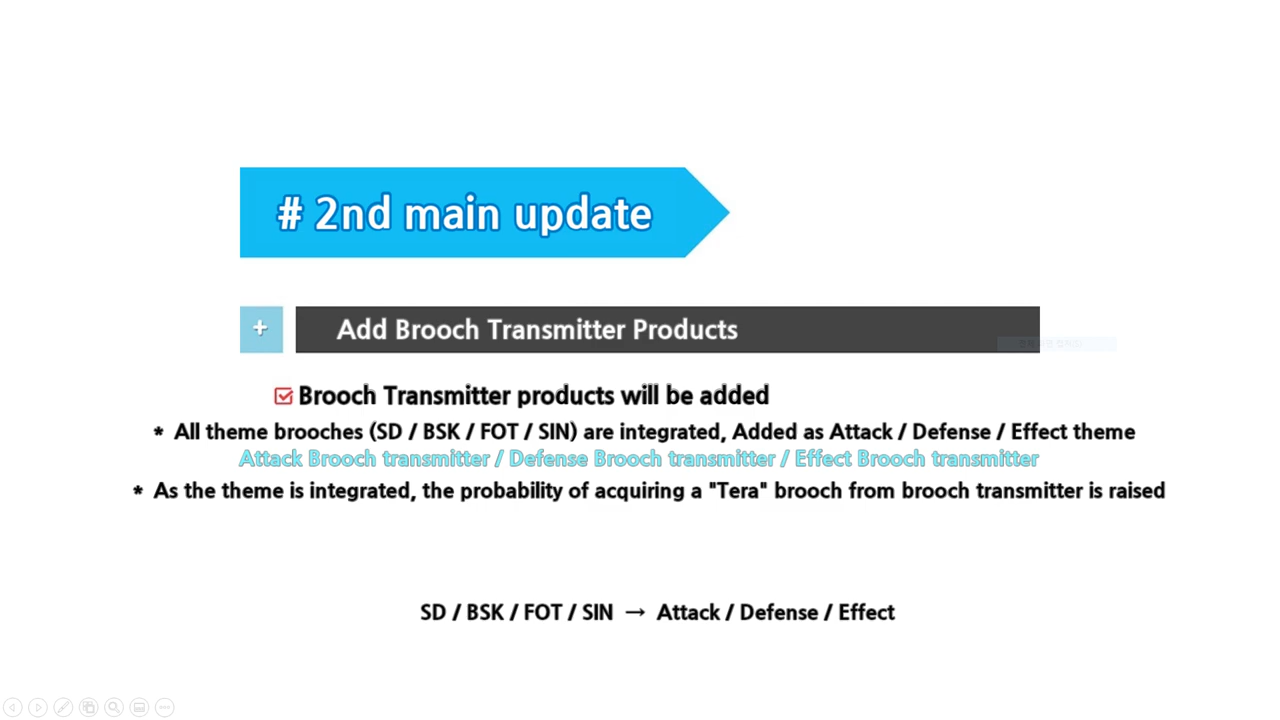 # 2nd main update
+ Add Brooch Transmitter Products
Brooch Transmitter products will be added
* All theme brooches (SD / BSK / FOT / SIN) are integrated, Added as Attack / Defense / Effect theme
Attack Brooch transmitter / Defense Brooch transmitter / Effect Brooch transmitter
* As the theme is integrated, the probability of acquiring a "Tera" brooch from brooch transmitter is raised
SD / BSK / FOT / SIN → Attack / Defense / Effect